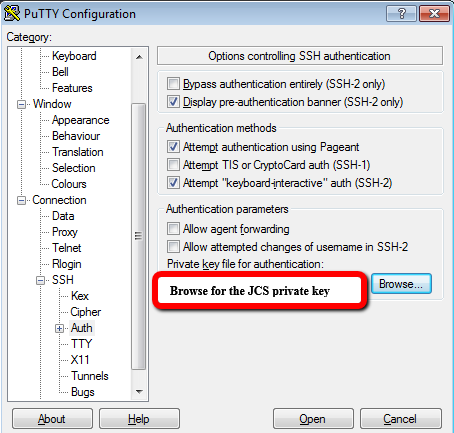 PuTTY Configuration
Category:
Keyboard
Bell
Features
Window
Appearance
Behaviour
Translation
Selection
Colours
Connection
Data
Proxy
Telnet
Rlogin
SSH
Kex
Cipher
Auth
TTY
X11
Tunnels
Bugs
Options controlling SSH authentication
Bypass authentication entirely (SSH-2 only)
Display pre-authentication banner (SSH-2 only)
Authentication methods
Attempt authentication using Pageant
Attempt TIS or CryptoCard auth (SSH-1)
Attempt "keyboard-interactive" auth (SSH-2)
Authentication parameters
Allow agent forwarding
Allow attempted changes of username in SSH-2
Private key file for authentication:
Browse for the JCS private key
Browse...
About
Help
Open
Cancel